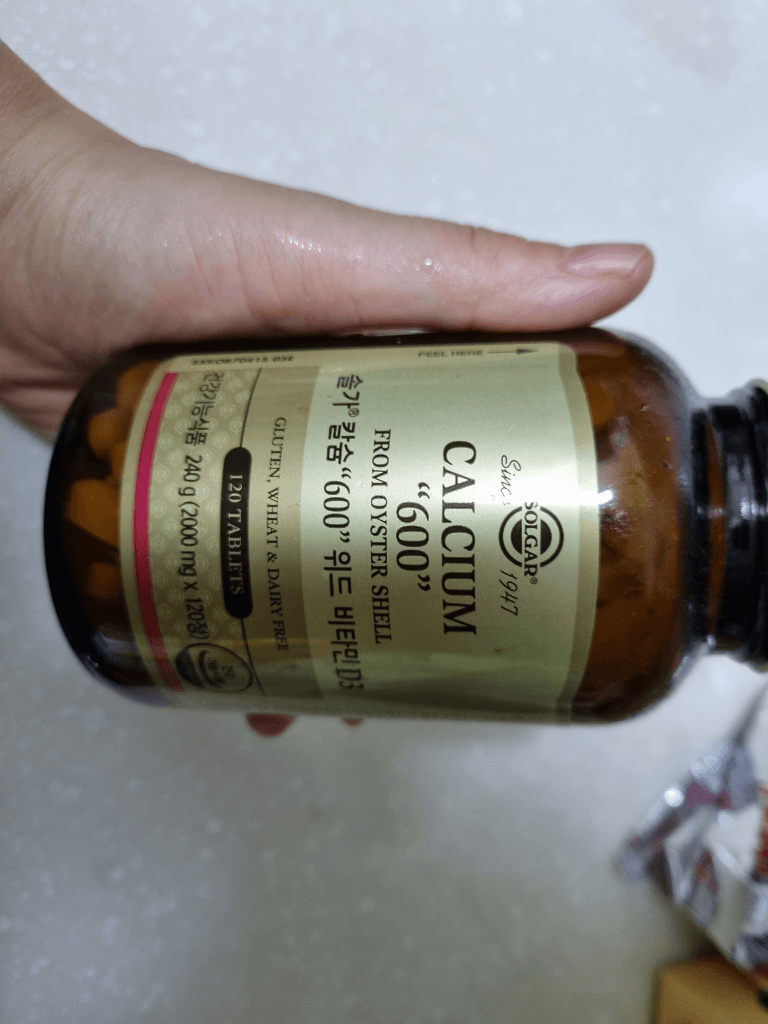 Since SOLGAR® 1947
CALCIUM
“600”
FROM OYSTER SHELL
솔가® 칼슘 “600” 위드 비타민 D3
GLUTEN, WHEAT & DAIRY FREE
120 TABLETS
건강기능식품 240 g (2000 mg X 120정)
PEEL HERE